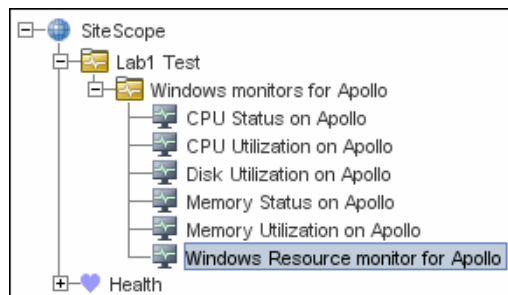 SiteScope
Lab1 Test
Windows monitors for Apollo
CPU Status on Apollo
CPU Utilization on Apollo
Disk Utilization on Apollo
Memory Status on Apollo
Memory Utilization on Apollo
Windows Resource monitor for Apollo
Health